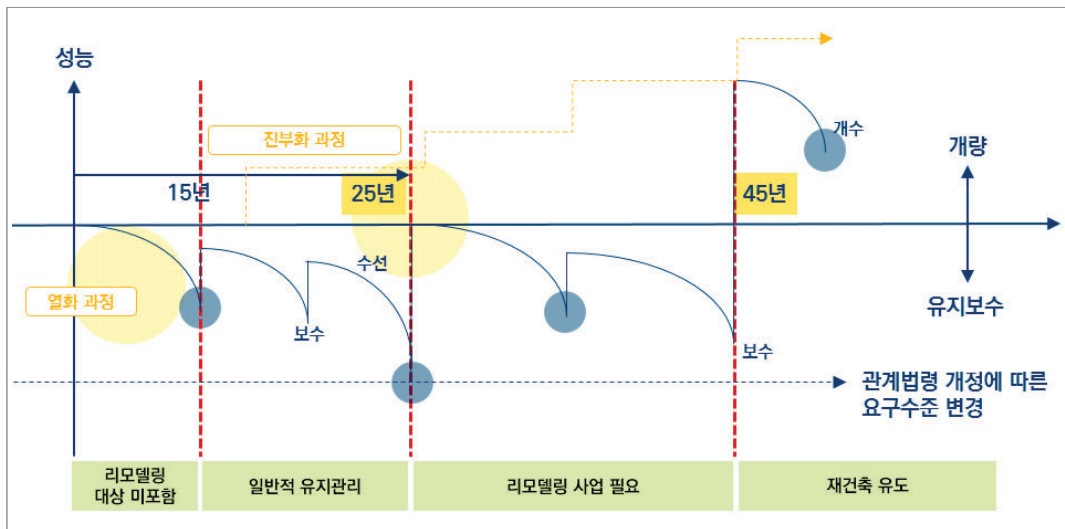 성능
진부화 과정
개수
개량
15년
25년
45년
열화 과정
수선
보수
유지보수
보수
관계법령 개정에 따른
요구수준 변경
리모델링
대상 미포함
일반적 유지관리
리모델링 사업 필요
재건축 유도